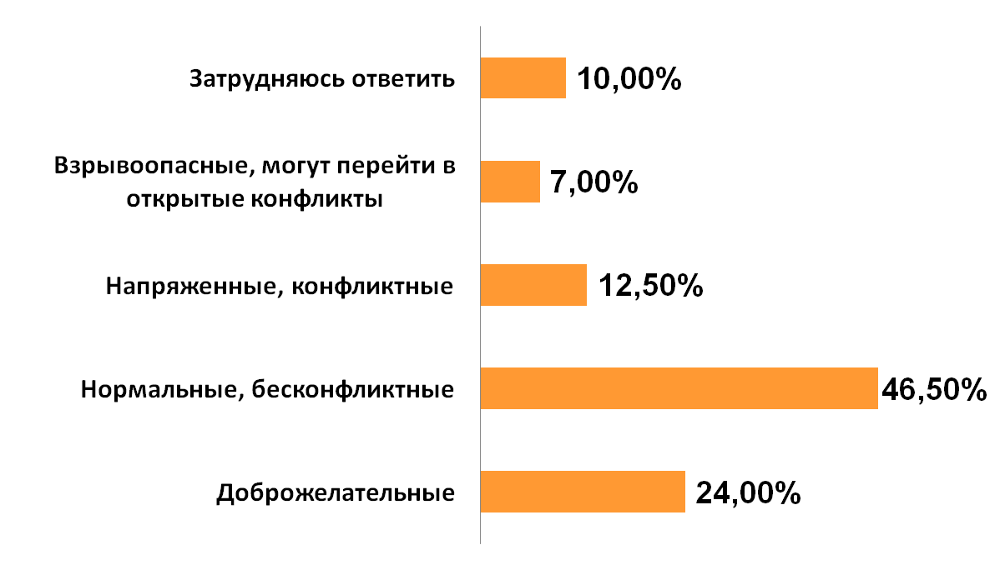 Затрудняюсь ответить
10,00%
Взрывоопасные, могут перейти в
открытые конфликты
7,00%
Напряженные, конфликтные
12,50%
Нормальные, бесконфликтные
46,50%
Доброжелательные
24,00%